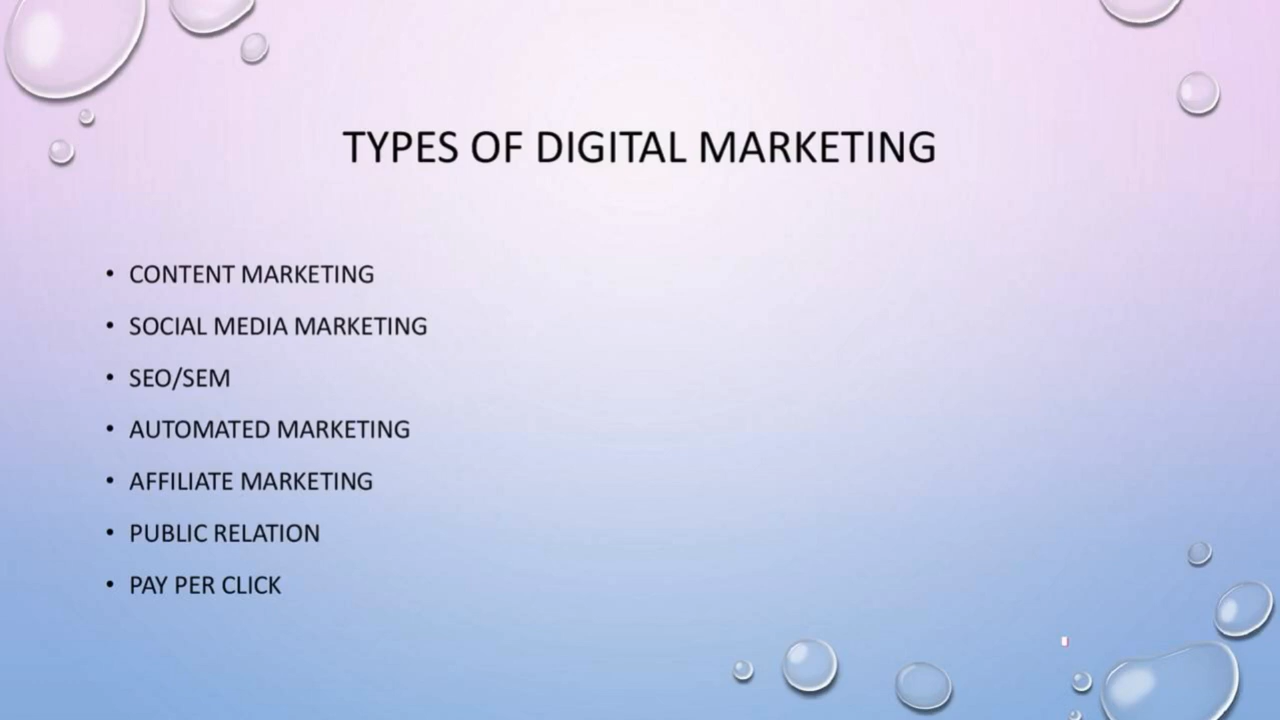 TYPES OF DIGITAL MARKETING
• CONTENT MARKETING
• SOCIAL MEDIA MARKETING
• SEO/SEM
• AUTOMATED MARKETING
• AFFILIATE MARKETING
• PUBLIC RELATION
• PAY PER CLICK